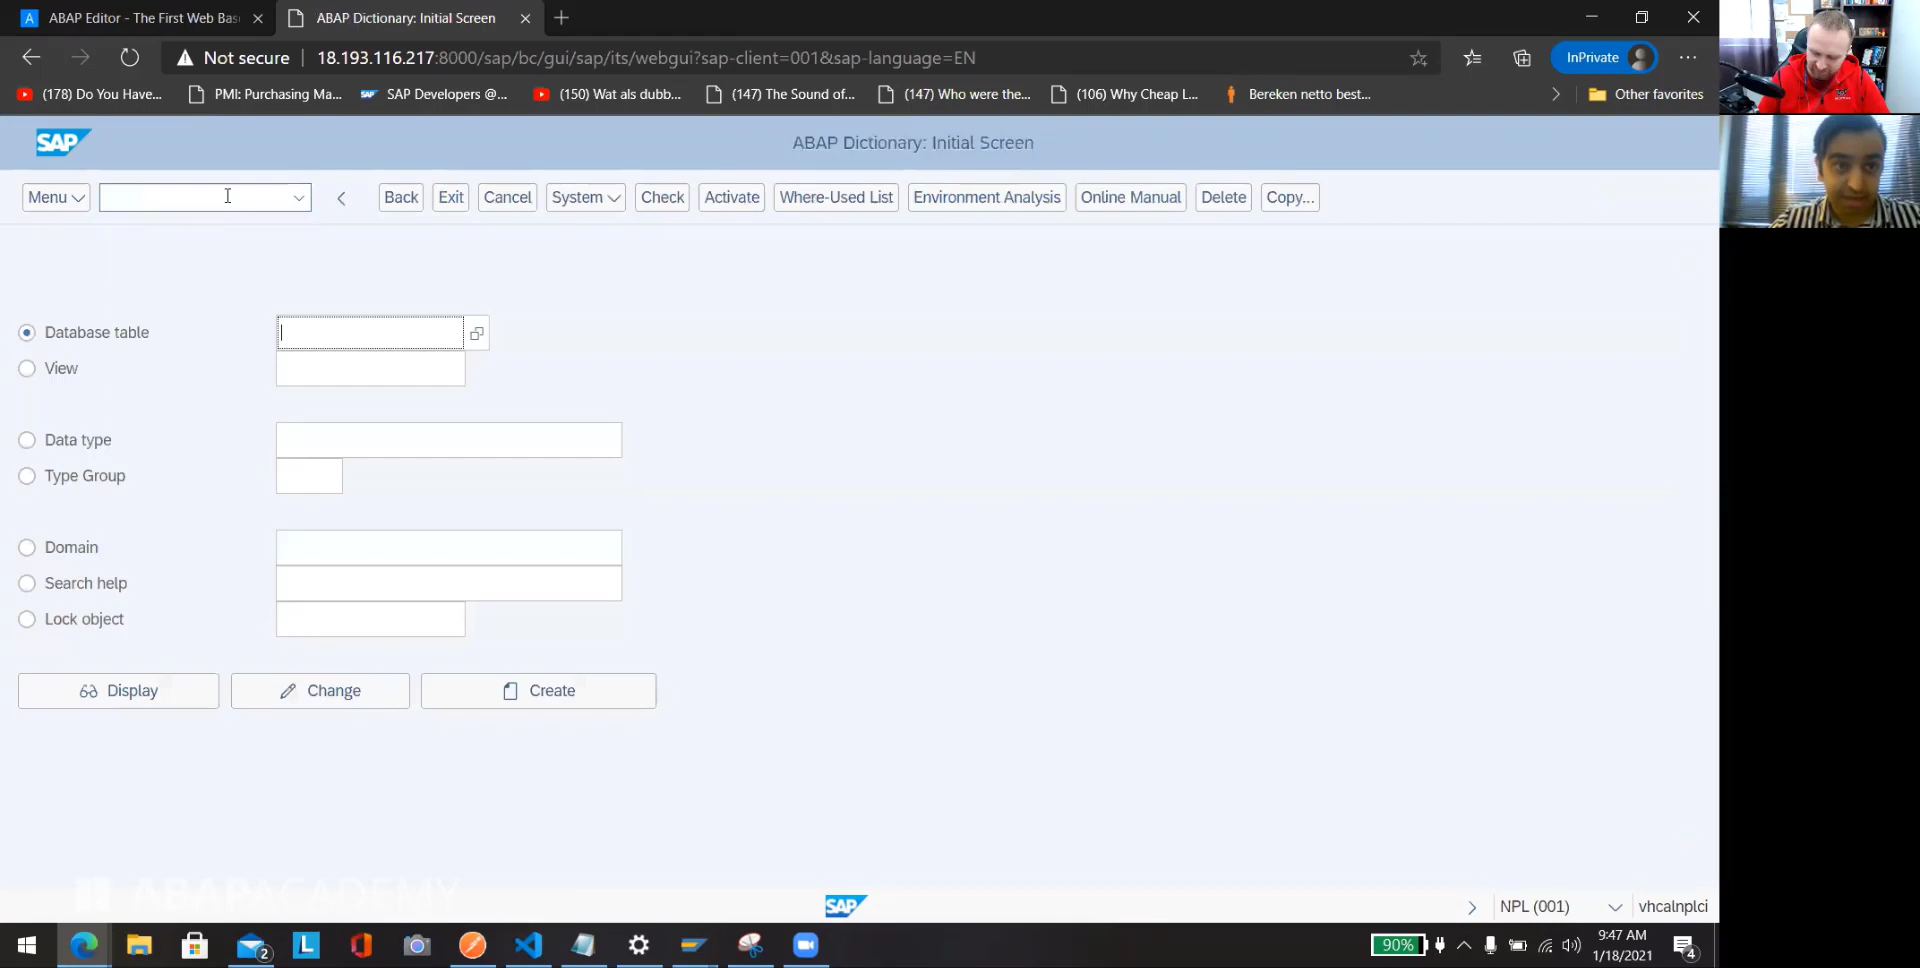 ABAP Editor - The First Web Bas
ABAP Dictionary: Initial Screen
Not secure
18.193.116.217:8000/sap/bc/gui/sap/its/webgui?sap-client=001&sap-language=EN
InPrivate
(178) Do You Have...
PMI: Purchasing Ma...
SAP Developers @...
(150) Wat als dubb...
(147) The Sound of...
(147) Who were the...
(106) Why Cheap L...
Bereken netto best...
Other favorites
SAP
ABAP Dictionary: Initial Screen
Menu
Back
Exit
Cancel
System
Check
Activate
Where-Used List
Environment Analysis
Online Manual
Delete
Copy...
Database table
View
Data type
Type Group
Domain
Search help
Lock object
Display
Change
Create
ABAP ACADEMY
SAP
NPL (001)
vhcalnplci
2
L
90%
9:47 AM
1/18/2021
4